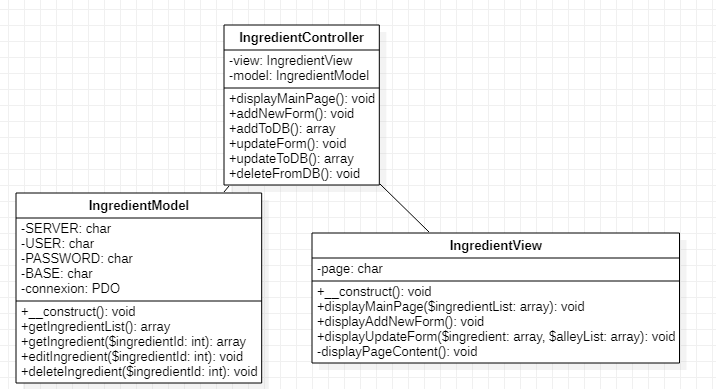 IngredientController
-view: IngredientView
-model: IngredientModel
+displayMainPage(): void
+addNewForm(): void
+addToDB(): array
+updateForm(): void
+updateToDB(): array
+deleteFromDB(): void
IngredientModel
-SERVER: char
-USER: char
-PASSWORD: char
-BASE: char
-connexion: PDO
+__construct(): void
+getIngredientList(): array
+getIngredient($ingredientId: int): array
+editIngredient($ingredientId: int): void
+deleteIngredient($ingredientId: int): void
IngredientView
-page: char
+__construct(): void
+displayMainPage($ingredientList: array): void
+displayAddNewForm(): void
+displayUpdateForm($ingredient: array, $alleyList: array): void
-displayPageContent(): void